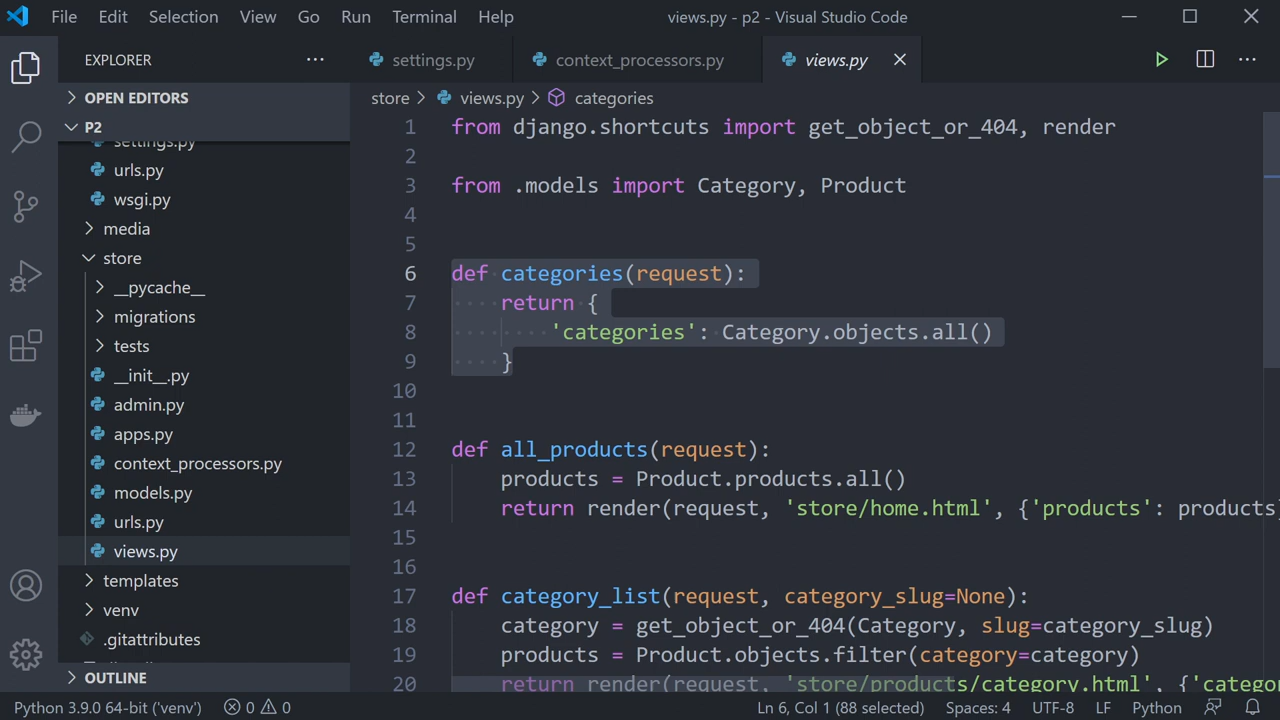 File Edit Selection View Go Run Terminal Help
views.py - p2 - Visual Studio Code
EXPLORER
OPEN EDITORS
P2
settings.py
urls.py
wsgi.py
media
store
__pycache__
migrations
tests
__init__.py
admin.py
apps.py
context_processors.py
models.py
urls.py
views.py
templates
venv
.gitattributes
OUTLINE
settings.py context_processors.py views.py
store > views.py > categories
1 from django.shortcuts import get_object_or_404, render
2
3 from .models import Category, Product
4
5
6 def categories(request):
7     return {
8         'categories': Category.objects.all()
9     }
10
11
12 def all_products(request):
13     products = Product.products.all()
14     return render(request, 'store/home.html', {'products': products
15
16
17 def category_list(request, category_slug=None):
18     category = get_object_or_404(Category, slug=category_slug)
19     products = Product.objects.filter(category=category)
20     return render(request, 'store/products/category.html', {'catego
Python 3.9.0 64-bit ('venv') 0 0 Ln 6, Col 1 (88 selected) Spaces: 4 UTF-8 LF Python